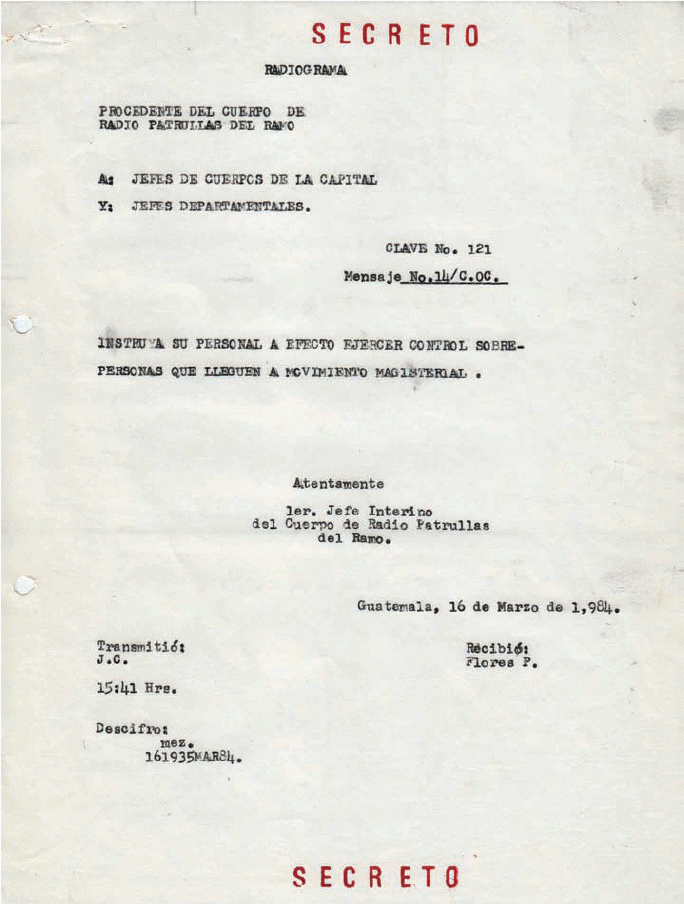 SECRETO
RADIOGRAMA
PROCEDENTE DEL CUERPO DE
RADIO PATRULLAS DEL RAMO
A: JEFES DE CUERPOS DE LA CAPITAL
Y: JEFES DEPARTAMENTALES.
CLAVE No. 121
Mensaje No.14/C.OC.
INSTRUYA SU PERSONAL A EFECTO EJERCER CONTROL SOBRE-
PERSONAS QUE LLEGUEN A MOVIMIENTO MAGISTERIAL .
Atentamente
1er. Jefe Interino
del Cuerpo de Radio Patrullas
del Ramo.
Guatemala, 16 de Marzo de 1,984.
Transmitió:
J.C.
Recibió:
Flores P.
15:41 Hrs.
Descifro:
mez.
161935MAR84.
SECRETO